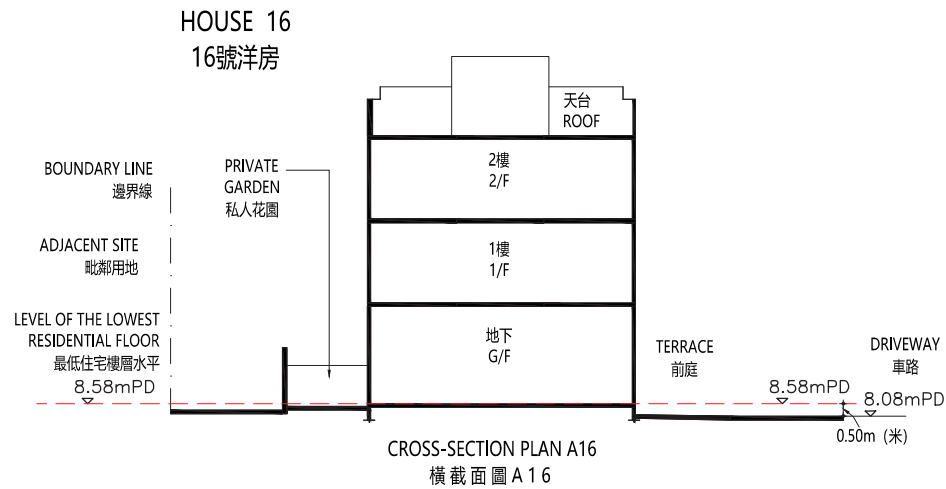 HOUSE 16
16號洋房
天台
ROOF
2樓
2/F
BOUNDARY LINE
邊界線
PRIVATE
GARDEN
私人花園
ADJACENT SITE
毗鄰用地
1樓
1/F
LEVEL OF THE LOWEST
RESIDENTIAL FLOOR
最低住宅樓層水平
8.58mPD
地下
G/F
TERRACE
前庭
DRIVEWAY
車路
8.58mPD
8.08mPD
0.50m (米)
CROSS-SECTION PLAN A16
橫截面圖A16